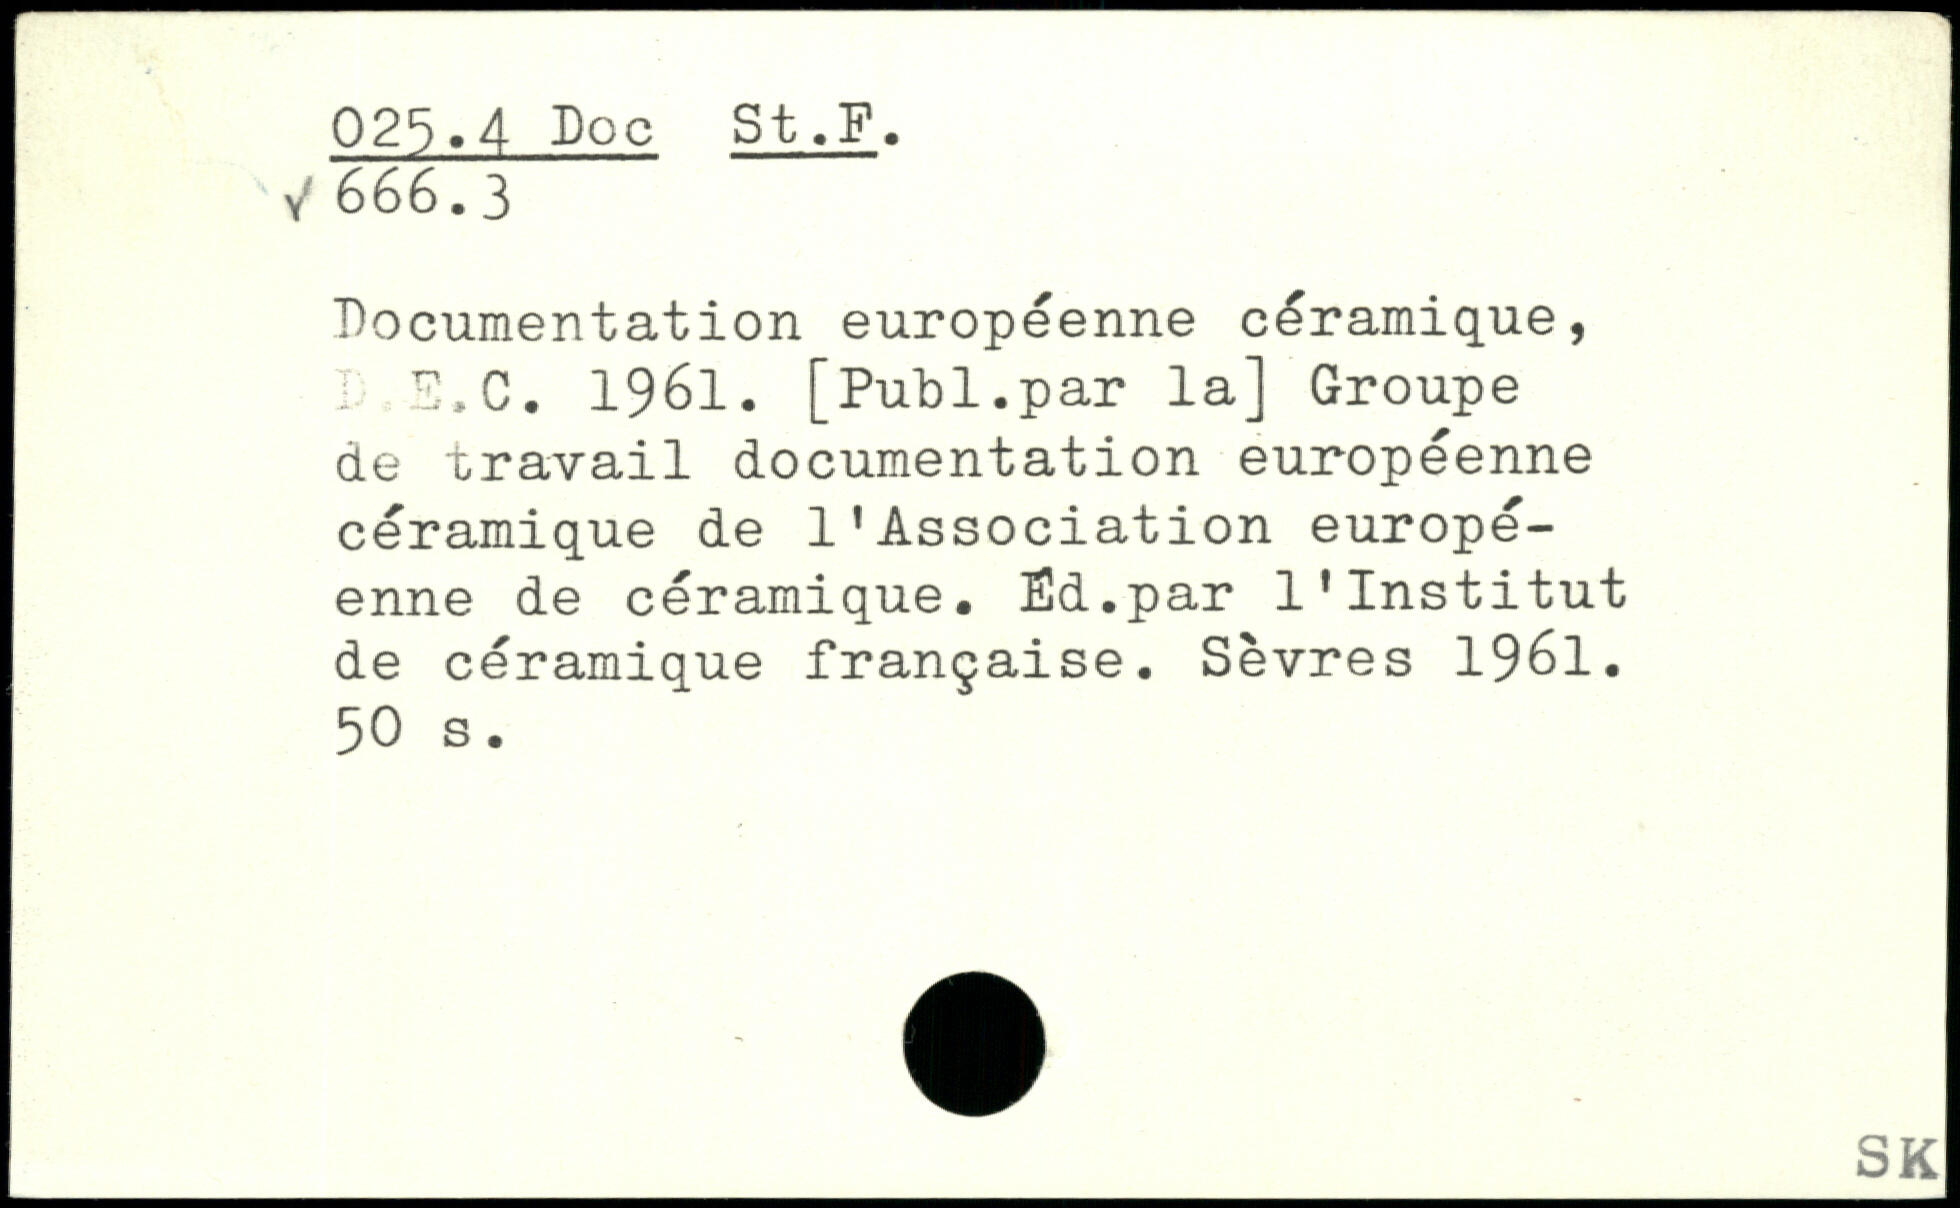 025.4 Doc St.F.
√ 666.3
Documentation européenne céramique,
D.E.C. 1961. [Publ.par la] Groupe
de travail documentation européenne
céramique de l'Association europé-
enne de céramique. Éd.par l'Institut
de céramique française. Sèvres 1961.
50 s.
SK